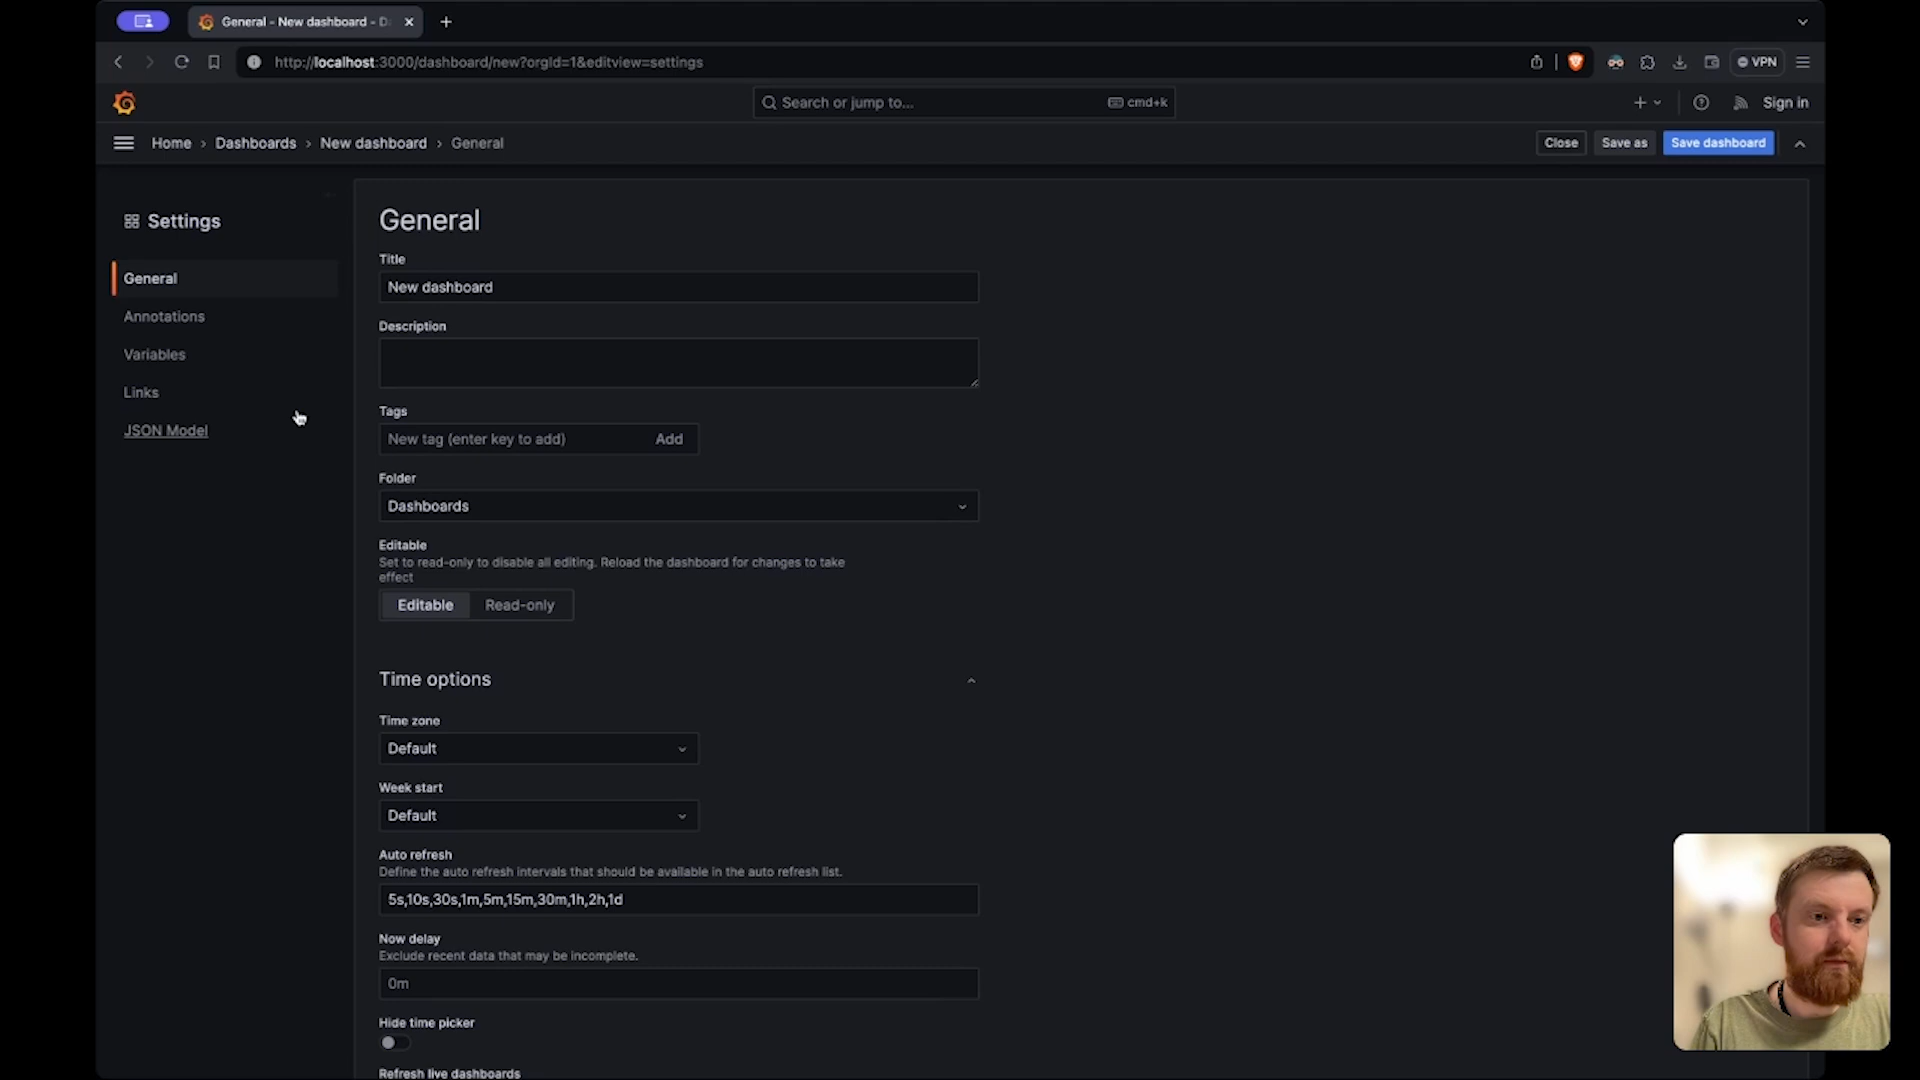 General - New dashboard - D
http://localhost:3000/dashboard/new?orgId=1&editview=settings
VPN
Search or jump to...
cmd+k
Sign in
Home › Dashboards › New dashboard › General
Close
Save as
Save dashboard
Settings
General
Annotations
Variables
Links
JSON Model
General
Title
New dashboard
Description
Tags
New tag (enter key to add)
Add
Folder
Dashboards
Editable
Set to read-only to disable all editing. Reload the dashboard for changes to take
effect
Editable
Read-only
Time options
Time zone
Default
Week start
Default
Auto refresh
Define the auto refresh intervals that should be available in the auto refresh list.
5s,10s,30s,1m,5m,15m,30m,1h,2h,1d
Now delay
Exclude recent data that may be incomplete.
0m
Hide time picker
Refresh live dashboards